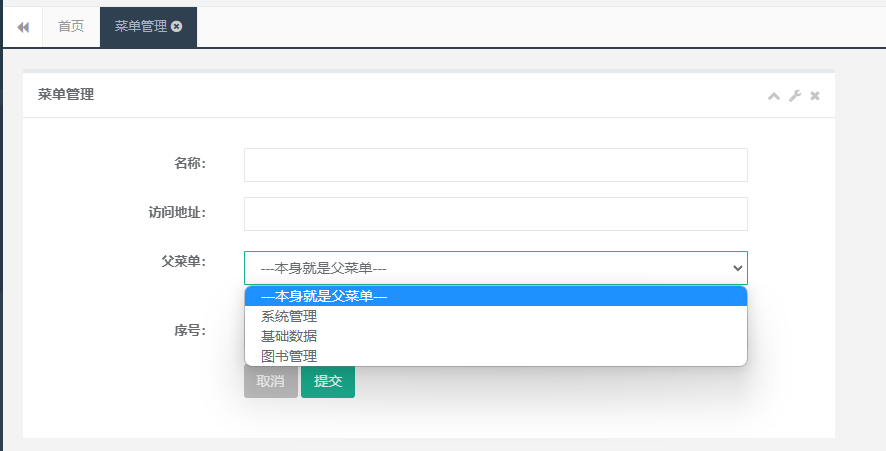 首页 菜单管理
菜单管理
名称：
访问地址：
父菜单： ---本身就是父菜单---
---本身就是父菜单---
系统管理
序号： 基础数据
图书管理
取消 提交